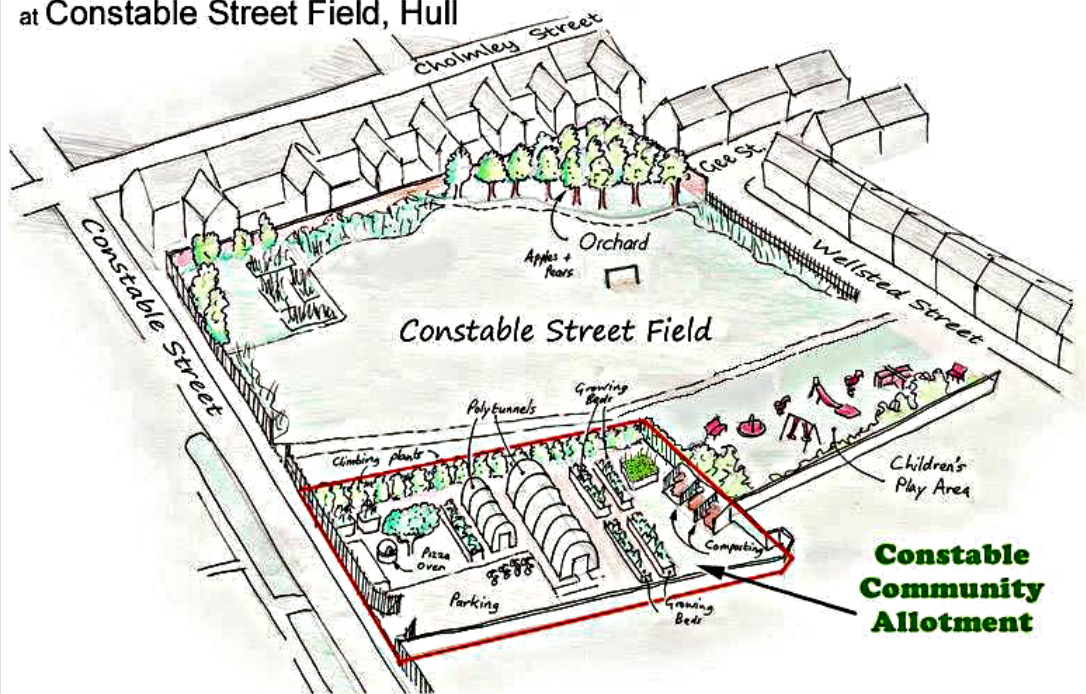 at Constable Street Field, Hull
Cholmley Street
Gee St.
Constable Street
Wellsted Street
Orchard
Apples +
Pears
Constable Street Field
Growing
Beds
Polytunnels
Climbing plants
Children's
Play Area
Pizza
Oven
Composting
Parking
Growing
Beds
Constable
Community
Allotment